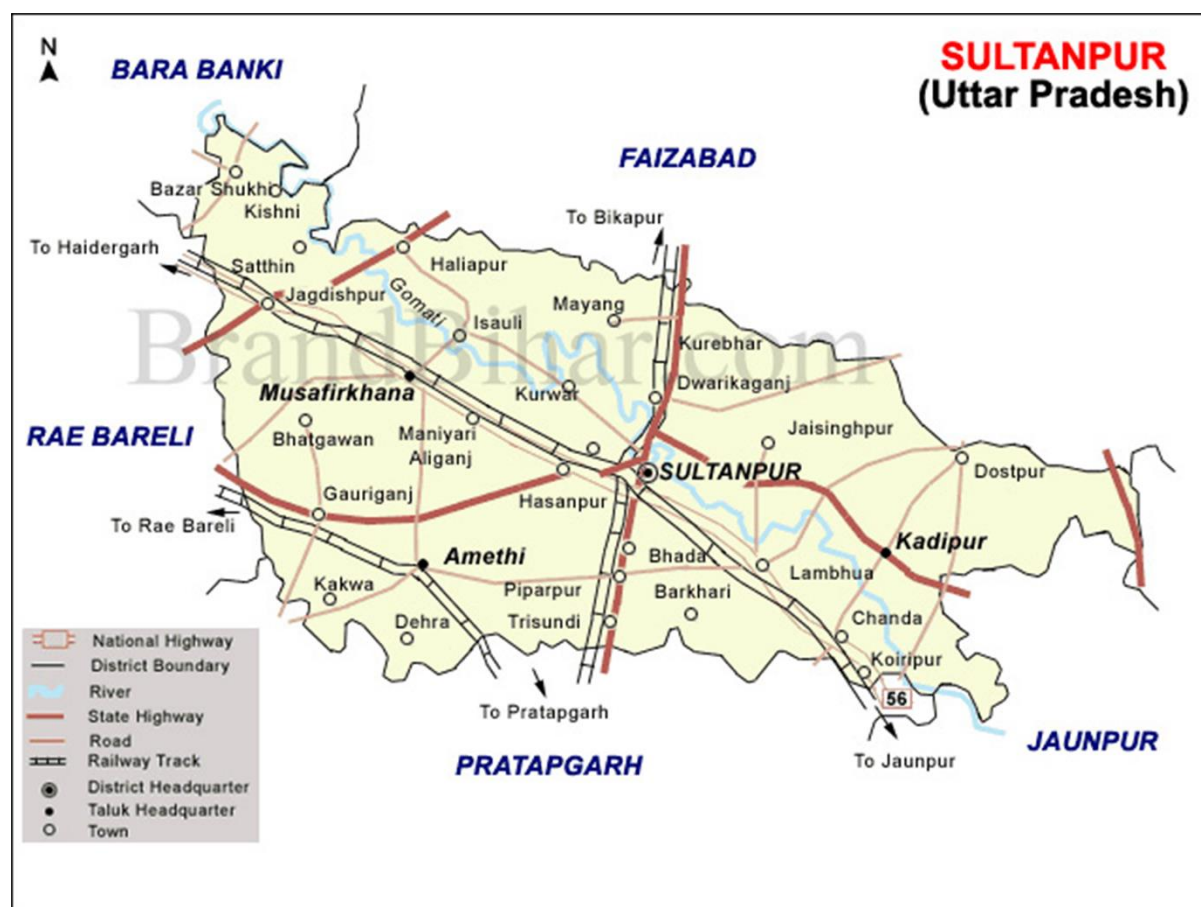 N
SULTANPUR
(Uttar Pradesh)
BARA BANKI
FAIZABAD
Bazar Shukhi
Kishni
To Bikapur
To Haidergarh
Satthin
Haliapur
Jagdishpur
Gomati
Mayang
Isauli
Kurebhar
BrandBihar.com
Musafirkhana
Kurwar
Dwarikaganj
RAE BARELI
Bhatgawan
Maniyari
Aliganj
Jaisinghpur
SULTANPUR
Dostpur
Gauriganj
Hasanpur
To Rae Bareli
Amethi
Bhada
Kadipur
Kakwa
Piparpur
Barkhari
Lambhua
Dehra
Trisundi
Chanda
Koiripur
56
To Pratapgarh
To Jaunpur
JAUNPUR
PRATAPGARH
National Highway
District Boundary
River
State Highway
Road
Railway Track
District Headquarter
Taluk Headquarter
Town